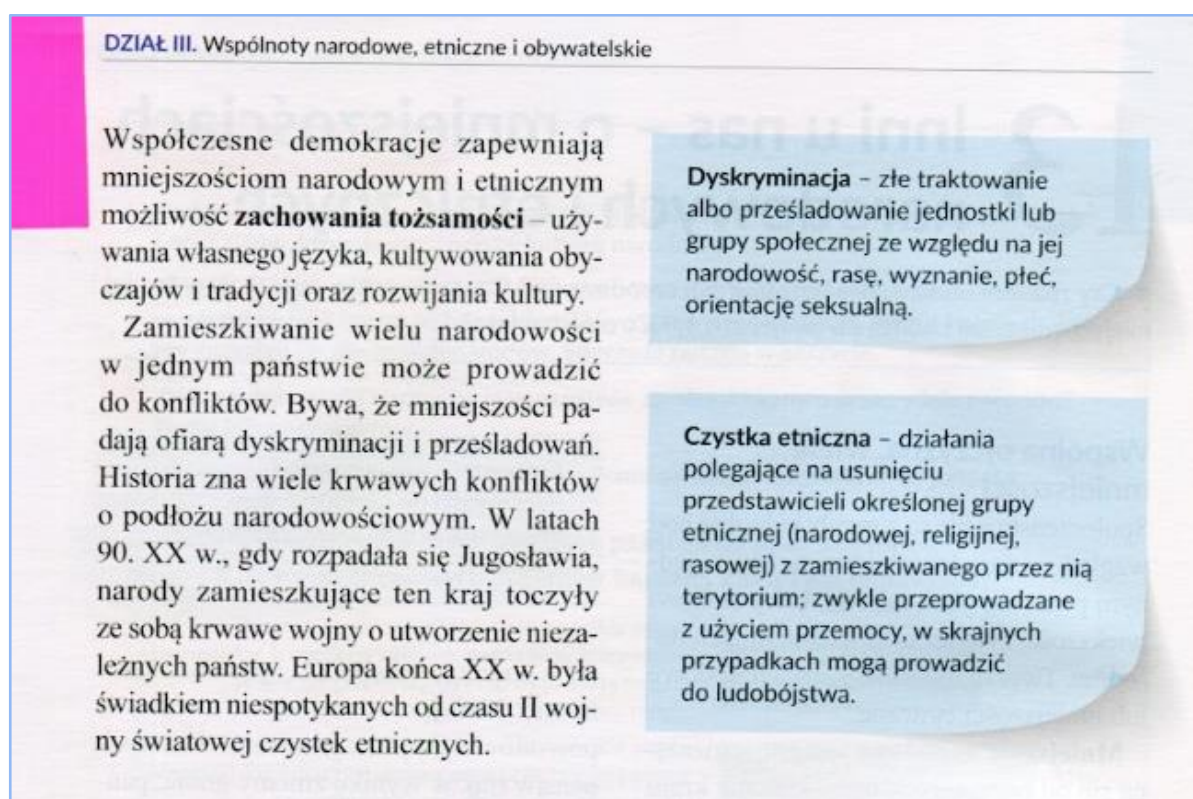 DZIAŁ III. Wspólnoty narodowe, etniczne i obywatelskie
Współczesne demokracje zapewniają
mniejszościom narodowym i etnicznym
możliwość zachowania tożsamości – uży-
wania własnego języka, kultywowania oby-
czajów i tradycji oraz rozwijania kultury.
Zamieszkiwanie wielu narodowości
w jednym państwie może prowadzić
do konfliktów. Bywa, że mniejszości pa-
dają ofiarą dyskryminacji i prześladowań.
Historia zna wiele krwawych konfliktów
o podłożu narodowościowym. W latach
90. XX w., gdy rozpadała się Jugosławia,
narody zamieszkujące ten kraj toczyły
ze sobą krwawe wojny o utworzenie nieza-
leżnych państw. Europa końca XX w. była
świadkiem niespotykanych od czasu II woj-
ny światowej czystek etnicznych.
Dyskryminacja – złe traktowanie
albo prześladowanie jednostki lub
grupy społecznej ze względu na jej
narodowość, rasę, wyznanie, płeć,
orientację seksualną.
Czystka etniczna – działania
polegające na usunięciu
przedstawicieli określonej grupy
etnicznej (narodowej, religijnej,
rasowej) z zamieszkiwanego przez nią
terytorium; zwykle przeprowadzane
z użyciem przemocy, w skrajnych
przypadkach mogą prowadzić
do ludobójstwa.